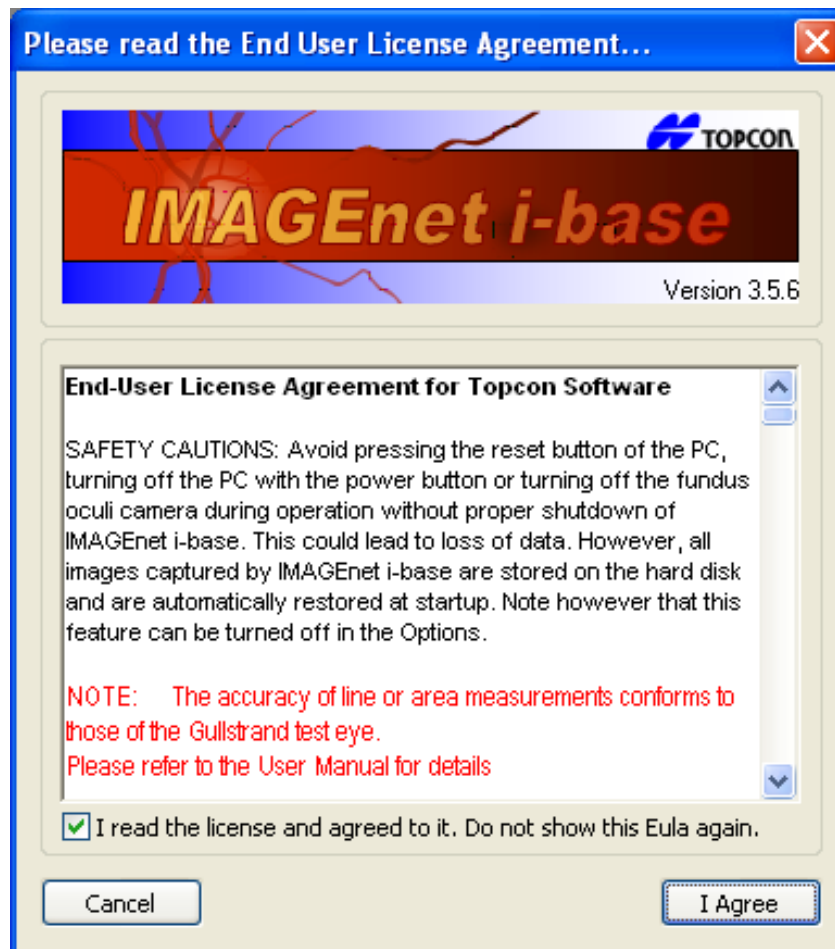 Please read the End User License Agreement...
TOPCON
IMAGEnet i-base
Version 3.5.6
End-User License Agreement for Topcon Software
SAFETY CAUTIONS: Avoid pressing the reset button of the PC,
turning off the PC with the power button or turning off the fundus
oculi camera during operation without proper shutdown of
IMAGEnet i-base. This could lead to loss of data. However, all
images captured by IMAGEnet i-base are stored on the hard disk
and are automatically restored at startup. Note however that this
feature can be turned off in the Options.
NOTE: The accuracy of line or area measurements conforms to
those of the Gullstrand test eye.
Please refer to the User Manual for details
I read the license and agreed to it. Do not show this Eula again.
Cancel
I Agree